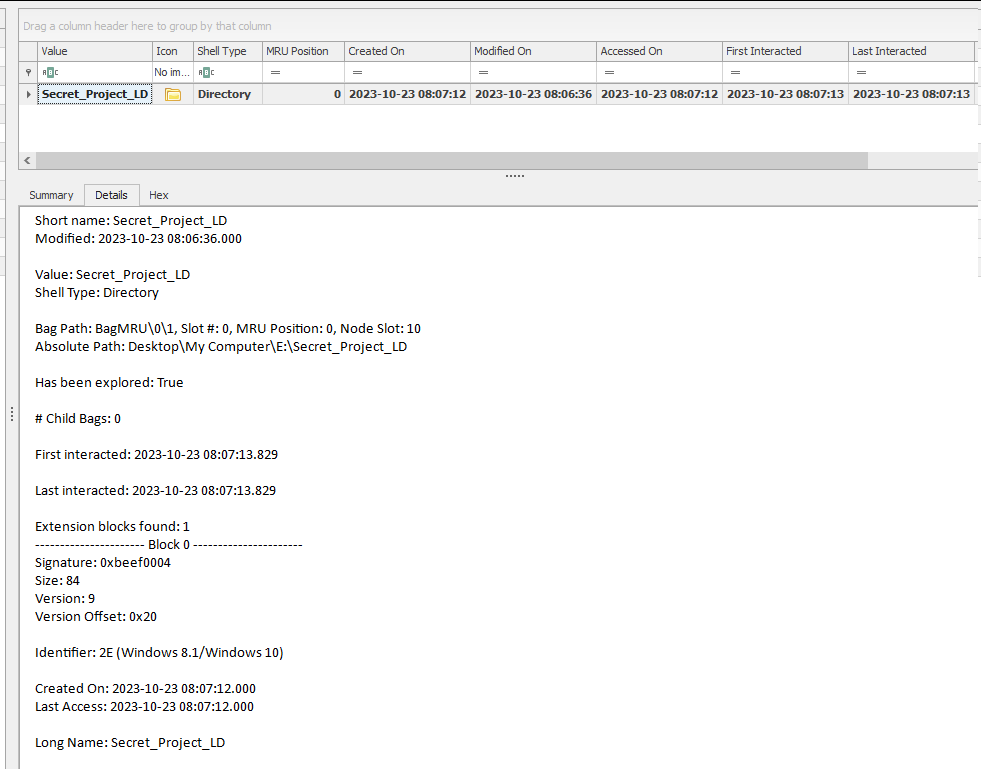 Drag a column header here to group by that column
Value Icon Shell Type MRU Position Created On Modified On Accessed On First Interacted Last Interacted
ABC No im... ABC = = = = = =
Secret_Project_LD Directory 0 2023-10-23 08:07:12 2023-10-23 08:06:36 2023-10-23 08:07:12 2023-10-23 08:07:13 2023-10-23 08:07:13
Summary Details Hex
Short name: Secret_Project_LD
Modified: 2023-10-23 08:06:36.000
Value: Secret_Project_LD
Shell Type: Directory
Bag Path: BagMRU\0\1, Slot #: 0, MRU Position: 0, Node Slot: 10
Absolute Path: Desktop\My Computer\E:\Secret_Project_LD
Has been explored: True
# Child Bags: 0
First interacted: 2023-10-23 08:07:13.829
Last interacted: 2023-10-23 08:07:13.829
Extension blocks found: 1
---------------------- Block 0 ----------------------
Signature: 0xbeef0004
Size: 84
Version: 9
Version Offset: 0x20
Identifier: 2E (Windows 8.1/Windows 10)
Created On: 2023-10-23 08:07:12.000
Last Access: 2023-10-23 08:07:12.000
Long Name: Secret_Project_LD